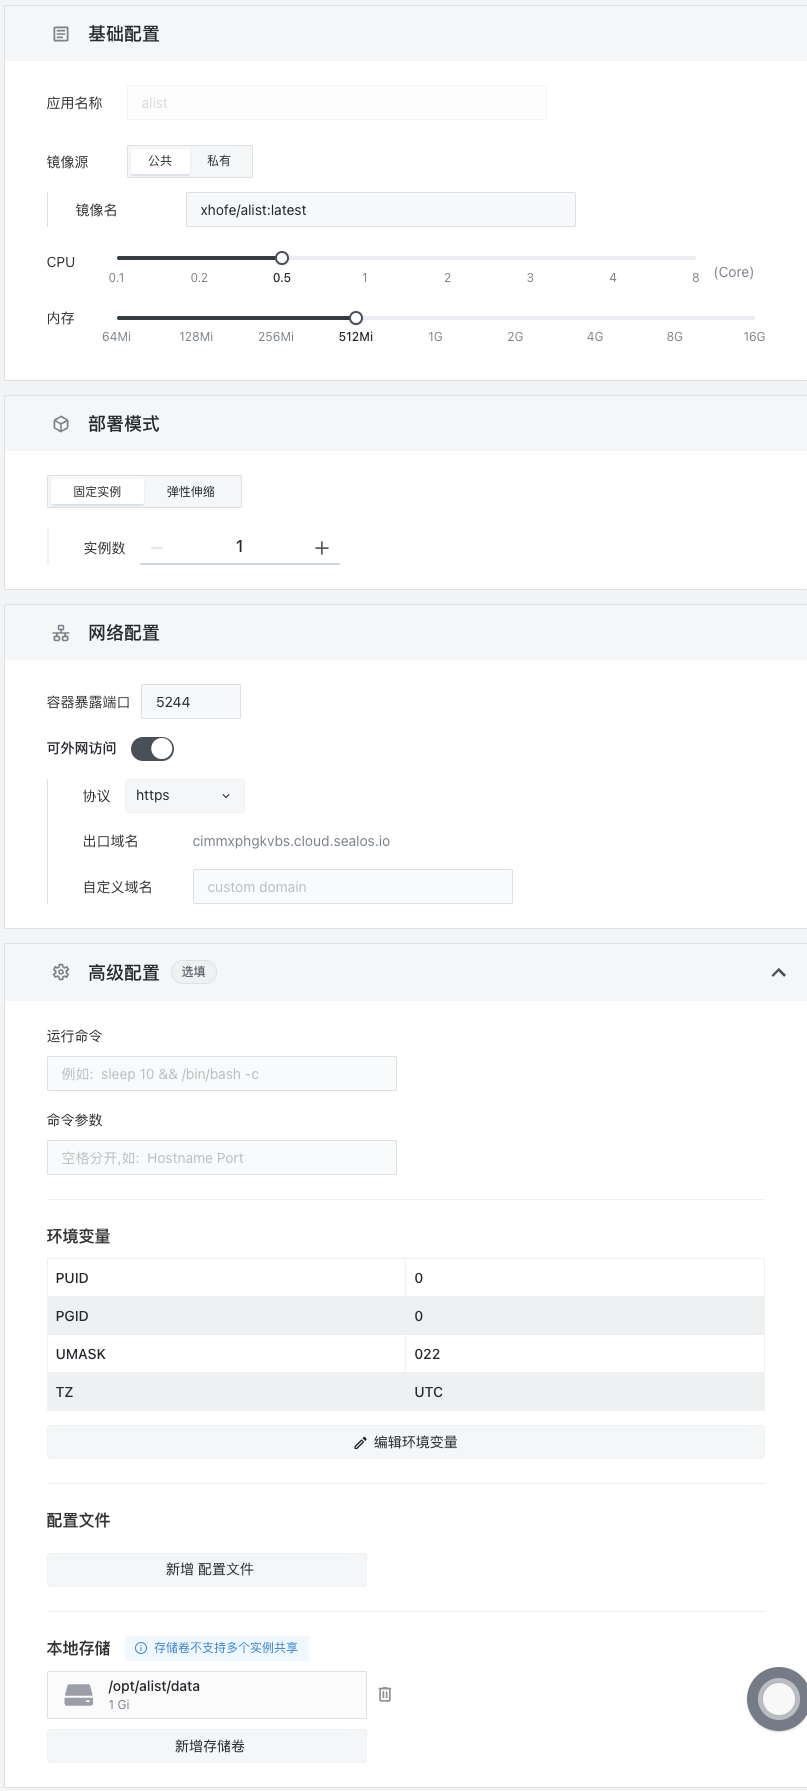 基础配置
应用名称 alist
镜像源 公共 私有
镜像名 xhofe/alist:latest
CPU
0.1 0.2 0.5 1 2 3 4 8 (Core)
内存
64Mi 128Mi 256Mi 512Mi 1G 2G 4G 8G 16G
部署模式
固定实例 弹性伸缩
实例数 1
网络配置
容器暴露端口 5244
可外网访问
协议 https
出口域名 cimmxphgkvbs.cloud.sealos.io
自定义域名 custom domain
高级配置 选填
运行命令
例如: sleep 10 && /bin/bash -c
命令参数
空格分开,如: Hostname Port
环境变量
PUID 0
PGID 0
UMASK 022
TZ UTC
编辑环境变量
配置文件
新增 配置文件
本地存储 存储卷不支持多个实例共享
/opt/alist/data
1 Gi
新增存储卷